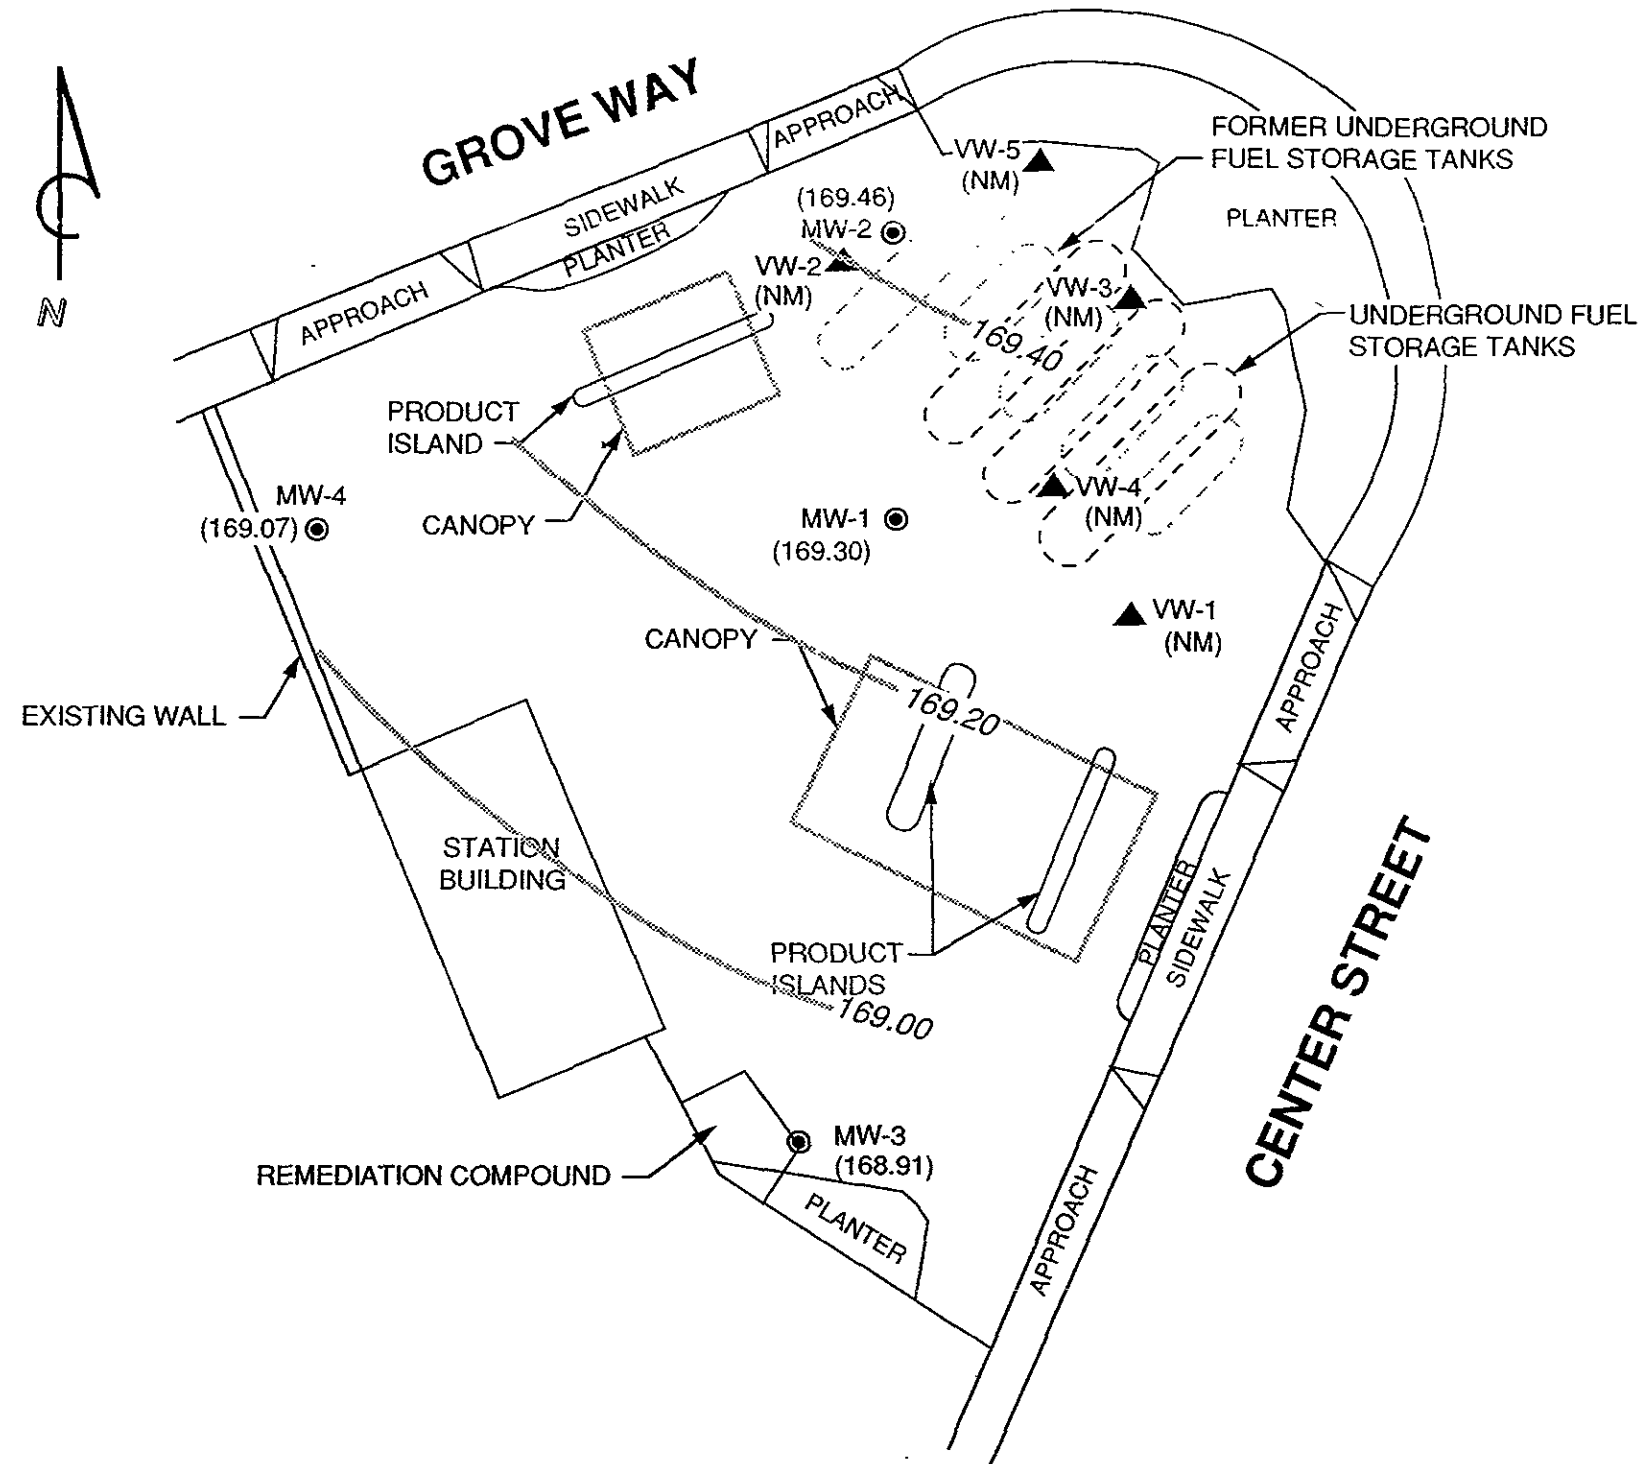 GROVE WAY
APPROACH
SIDEWALK
PLANTER
APPROACH
N
VW-5
(NM)
FORMER UNDERGROUND
FUEL STORAGE TANKS
PLANTER
(169.46)
MW-2
VW-2
(NM)
VW-3
(NM)
169.40
UNDERGROUND FUEL
STORAGE TANKS
PRODUCT
ISLAND
CANOPY
MW-4
(169.07)
MW-1
(169.30)
VW-4
(NM)
VW-1
(NM)
CANOPY
169.20
APPROACH
EXISTING WALL
STATION
BUILDING
PRODUCT
ISLANDS
169.00
PLANTER
SIDEWALK
CENTER STREET
MW-3
(168.91)
REMEDIATION COMPOUND
PLANTER
APPROACH